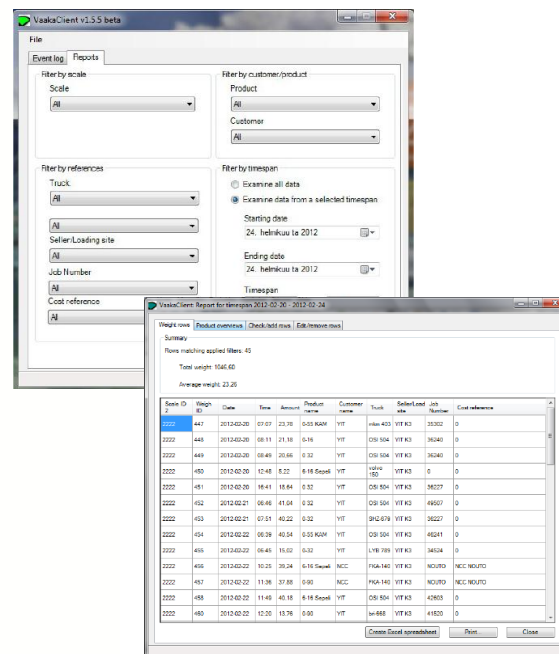 VaakaClient v1.5.5 beta
File
Event log Reports
Filter by scale
Scale
All
Filter by customer/product
Product
All
Customer
All
Filter by references
Truck:
All
All
Seller/Loading site
All
Job Number
All
Cost reference
All
Filter by timespan
Examine all data
Examine data from a selected timespan
Starting date
24. helmikuu ta 2012
Ending date
24. helmikuu ta 2012
Timespan
VaakaClient: Report for timespan 2012-02-20 - 2012-02-24
Weight rows Product overviews Check/add rows Edit/remove rows
Summary
Rows matching applied filters: 45
Total weight: 1046,60
Average weight: 23.26
Scale ID 2 Weigh ID Date Time Amount Product name Customer name Truck Seller/Load site Job Number Cost reference
2222 447 2012-02-20 07:07 23,78 0-55 KAM YIT 403 YIT K3 35302 0
2222 448 2012-02-20 08:11 21,18 0-16 YIT OSI 504 YIT K3 36240 0
2222 449 2012-02-20 08:49 20,66 0 32 YIT OSI 504 YIT K3 36240 0
2222 450 2012-02-20 12:48 5,22 6-16 Sepeli YIT volvo 150 YIT K3 0 0
2222 451 2012-02-20 16:41 18,64 0-32 YIT OSI 504 YIT K3 36227 0
2222 452 2012-02-21 06:46 41,04 0 32 YIT OSI 504 YIT K3 49507 0
2222 453 2012-02-21 07:51 40,22 0-32 YIT SHZ-679 YIT K3 36227 0
2222 454 2012-02-22 06:39 40,54 0-55 KAM YIT OSI 504 YIT K3 46241 0
2222 455 2012-02-22 06:45 15,02 0-32 YIT LYB 789 YIT K3 34524 0
2222 456 2012-02-22 10:25 39,24 6-16 Sepeli NCC FKA-140 YIT K3 NOUTO NCC NOUTO
2222 457 2012-02-22 11:36 37,88 0-90 NCC FKA-140 YIT K3 NOUTO NCC NOUTO
2222 458 2012-02-22 11:49 40,18 6-16 Sepeli YIT OSI 504 YIT K3 42603 0
2222 460 2012-02-22 12:20 13,76 0-90 YIT bri-668 YIT K3 41520 0
Create Excel spreadsheet Print... Close